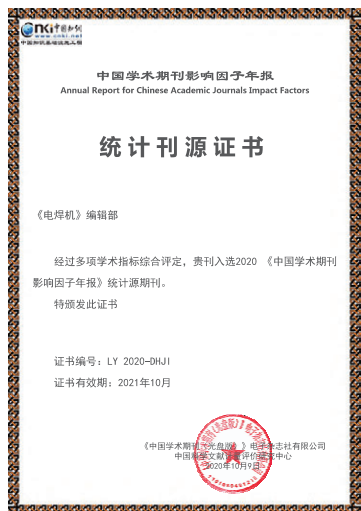 CNKI中国知网
www.cnki.net
中国知识基础设施工程
中国学术期刊影响因子年报
Annual Report for Chinese Academic Journals Impact Factors
统计刊源证书
《电焊机》编辑部
经过多项学术指标综合评定，贵刊入选2020 《中国学术期刊
影响因子年报》统计源期刊。
特颁发此证书
证书编号：LY 2020-DHJI
证书有效期：2021年10月
《中国学术期刊（光盘版）》电子杂志社有限公司
中国科学文献计量评价研究中心
2020年10月9日